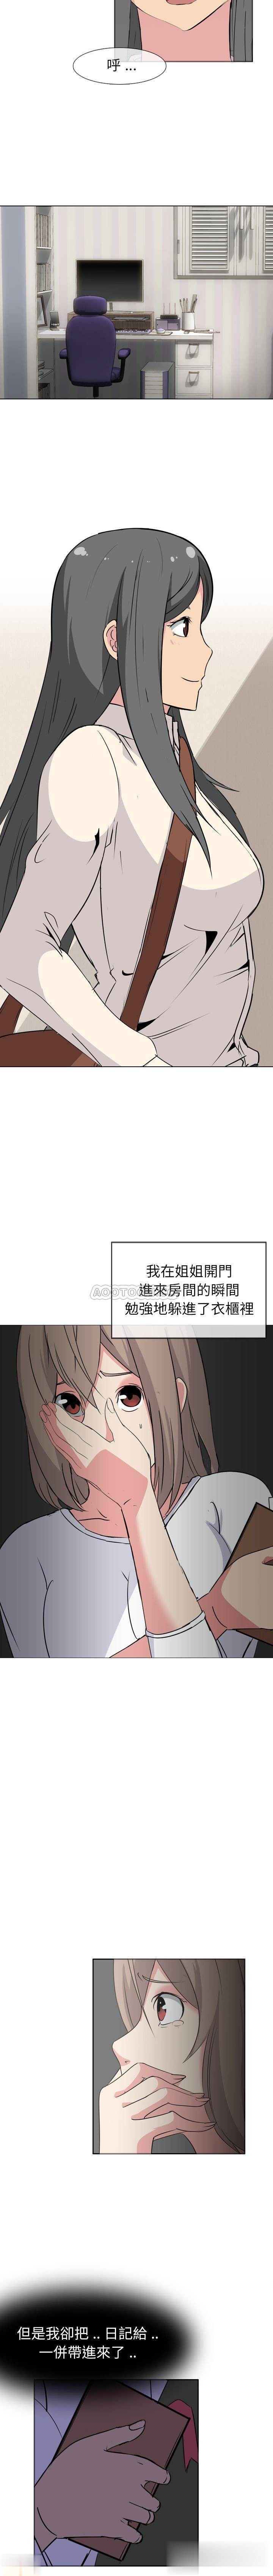 呼 ...
我在姐姐開門
進來房間的瞬間
勉強地躲進了衣櫃裡
但是我卻把 .. 日記給 ..
一併帶進來了 ..